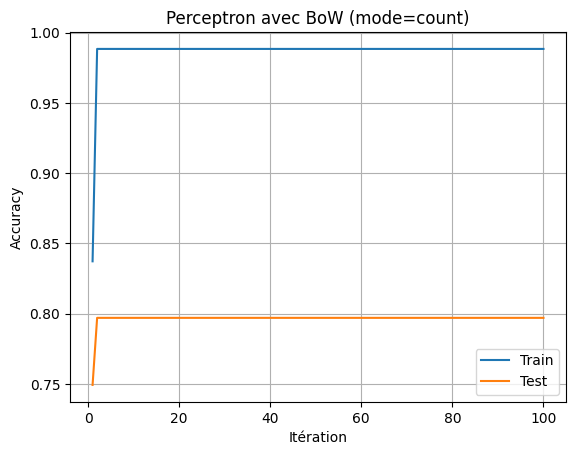 Perceptron avec BoW (mode=count)
1.00
0.95
0.90
0.85
0.80
0.75
Accuracy
Train
Test
0
20
40
60
80
100
Itération